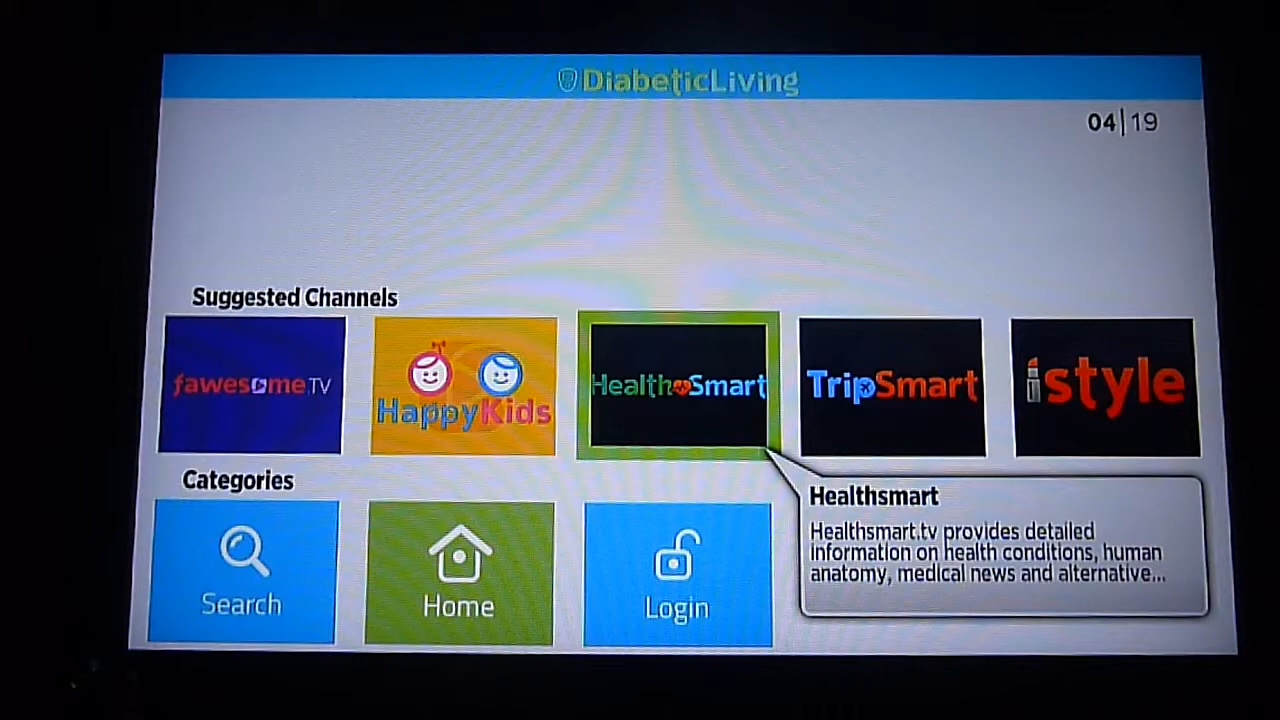 DiabeticLiving
04|19
Suggested Channels
fawesomeTV
HappyKids
HealthSmart
TripSmart
istyle
Categories
Search
Home
Login
Healthsmart
Healthsmart.tv provides detailed
information on health conditions, human
anatomy, medical news and alternative...